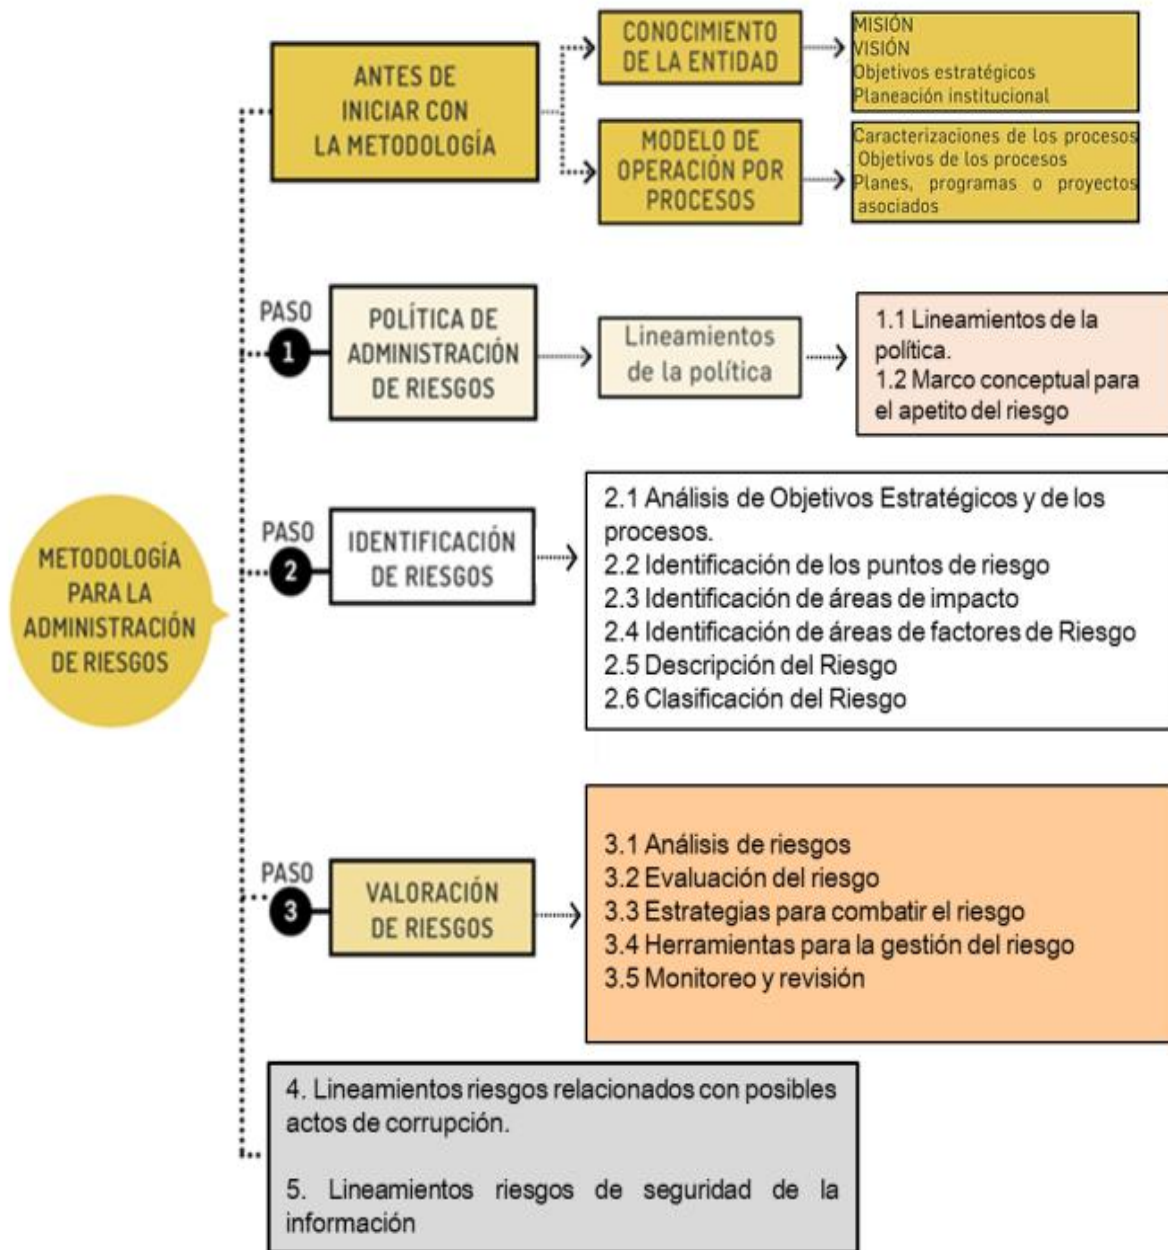 METODOLOGÍA
PARA LA
ADMINISTRACIÓN
DE RIESGOS
ANTES DE
INICIAR CON
LA METODOLOGÍA
CONOCIMIENTO
DE LA ENTIDAD
MISIÓN
VISIÓN
Objetivos estratégicos
Planeación institucional
MODELO DE
OPERACIÓN POR
PROCESOS
Caracterizaciones de los procesos
Objetivos de los procesos
Planes, programas o proyectos
asociados
PASO
1
POLÍTICA DE
ADMINISTRACIÓN
DE RIESGOS
Lineamientos
de la política
1.1 Lineamientos de la
política.
1.2 Marco conceptual para
el apetito del riesgo
PASO
2
IDENTIFICACIÓN
DE RIESGOS
2.1 Análisis de Objetivos Estratégicos y de los
procesos.
2.2 Identificación de los puntos de riesgo
2.3 Identificación de áreas de impacto
2.4 Identificación de áreas de factores de Riesgo
2.5 Descripción del Riesgo
2.6 Clasificación del Riesgo
PASO
3
VALORACIÓN
DE RIESGOS
3.1 Análisis de riesgos
3.2 Evaluación del riesgo
3.3 Estrategias para combatir el riesgo
3.4 Herramientas para la gestión del riesgo
3.5 Monitoreo y revisión
4. Lineamientos riesgos relacionados con posibles
actos de corrupción.
5. Lineamientos riesgos de seguridad de la
información